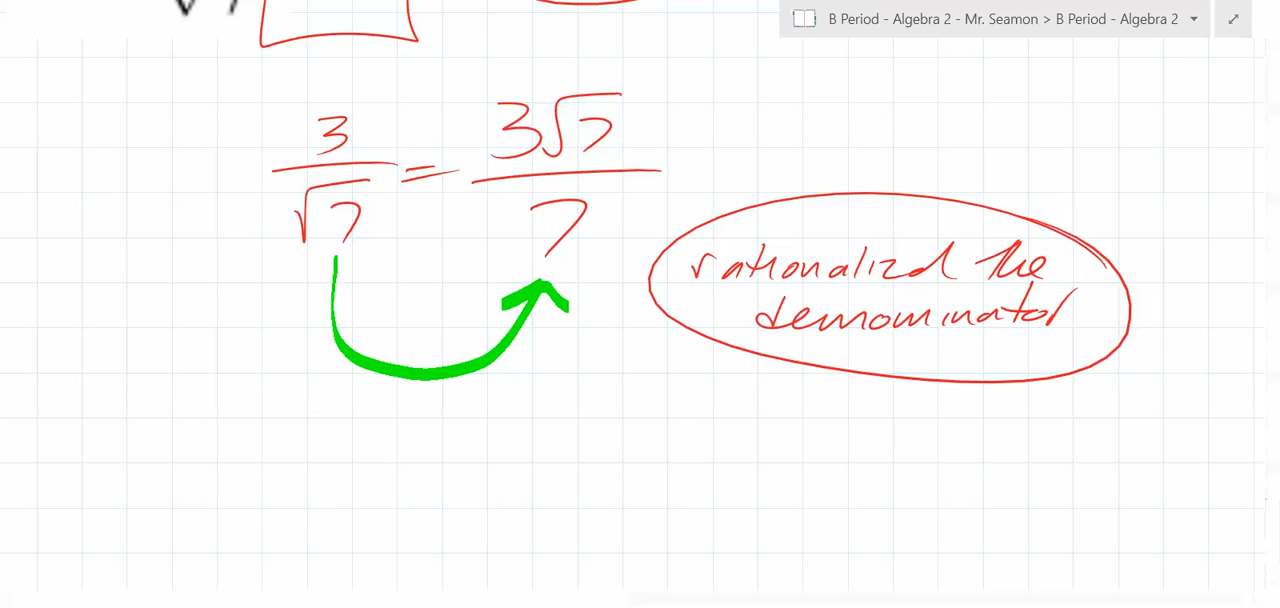 B Period - Algebra 2 - Mr. Seamon > B Period - Algebra 2
3/√7 = 3√7/7
rationalized the
denominator